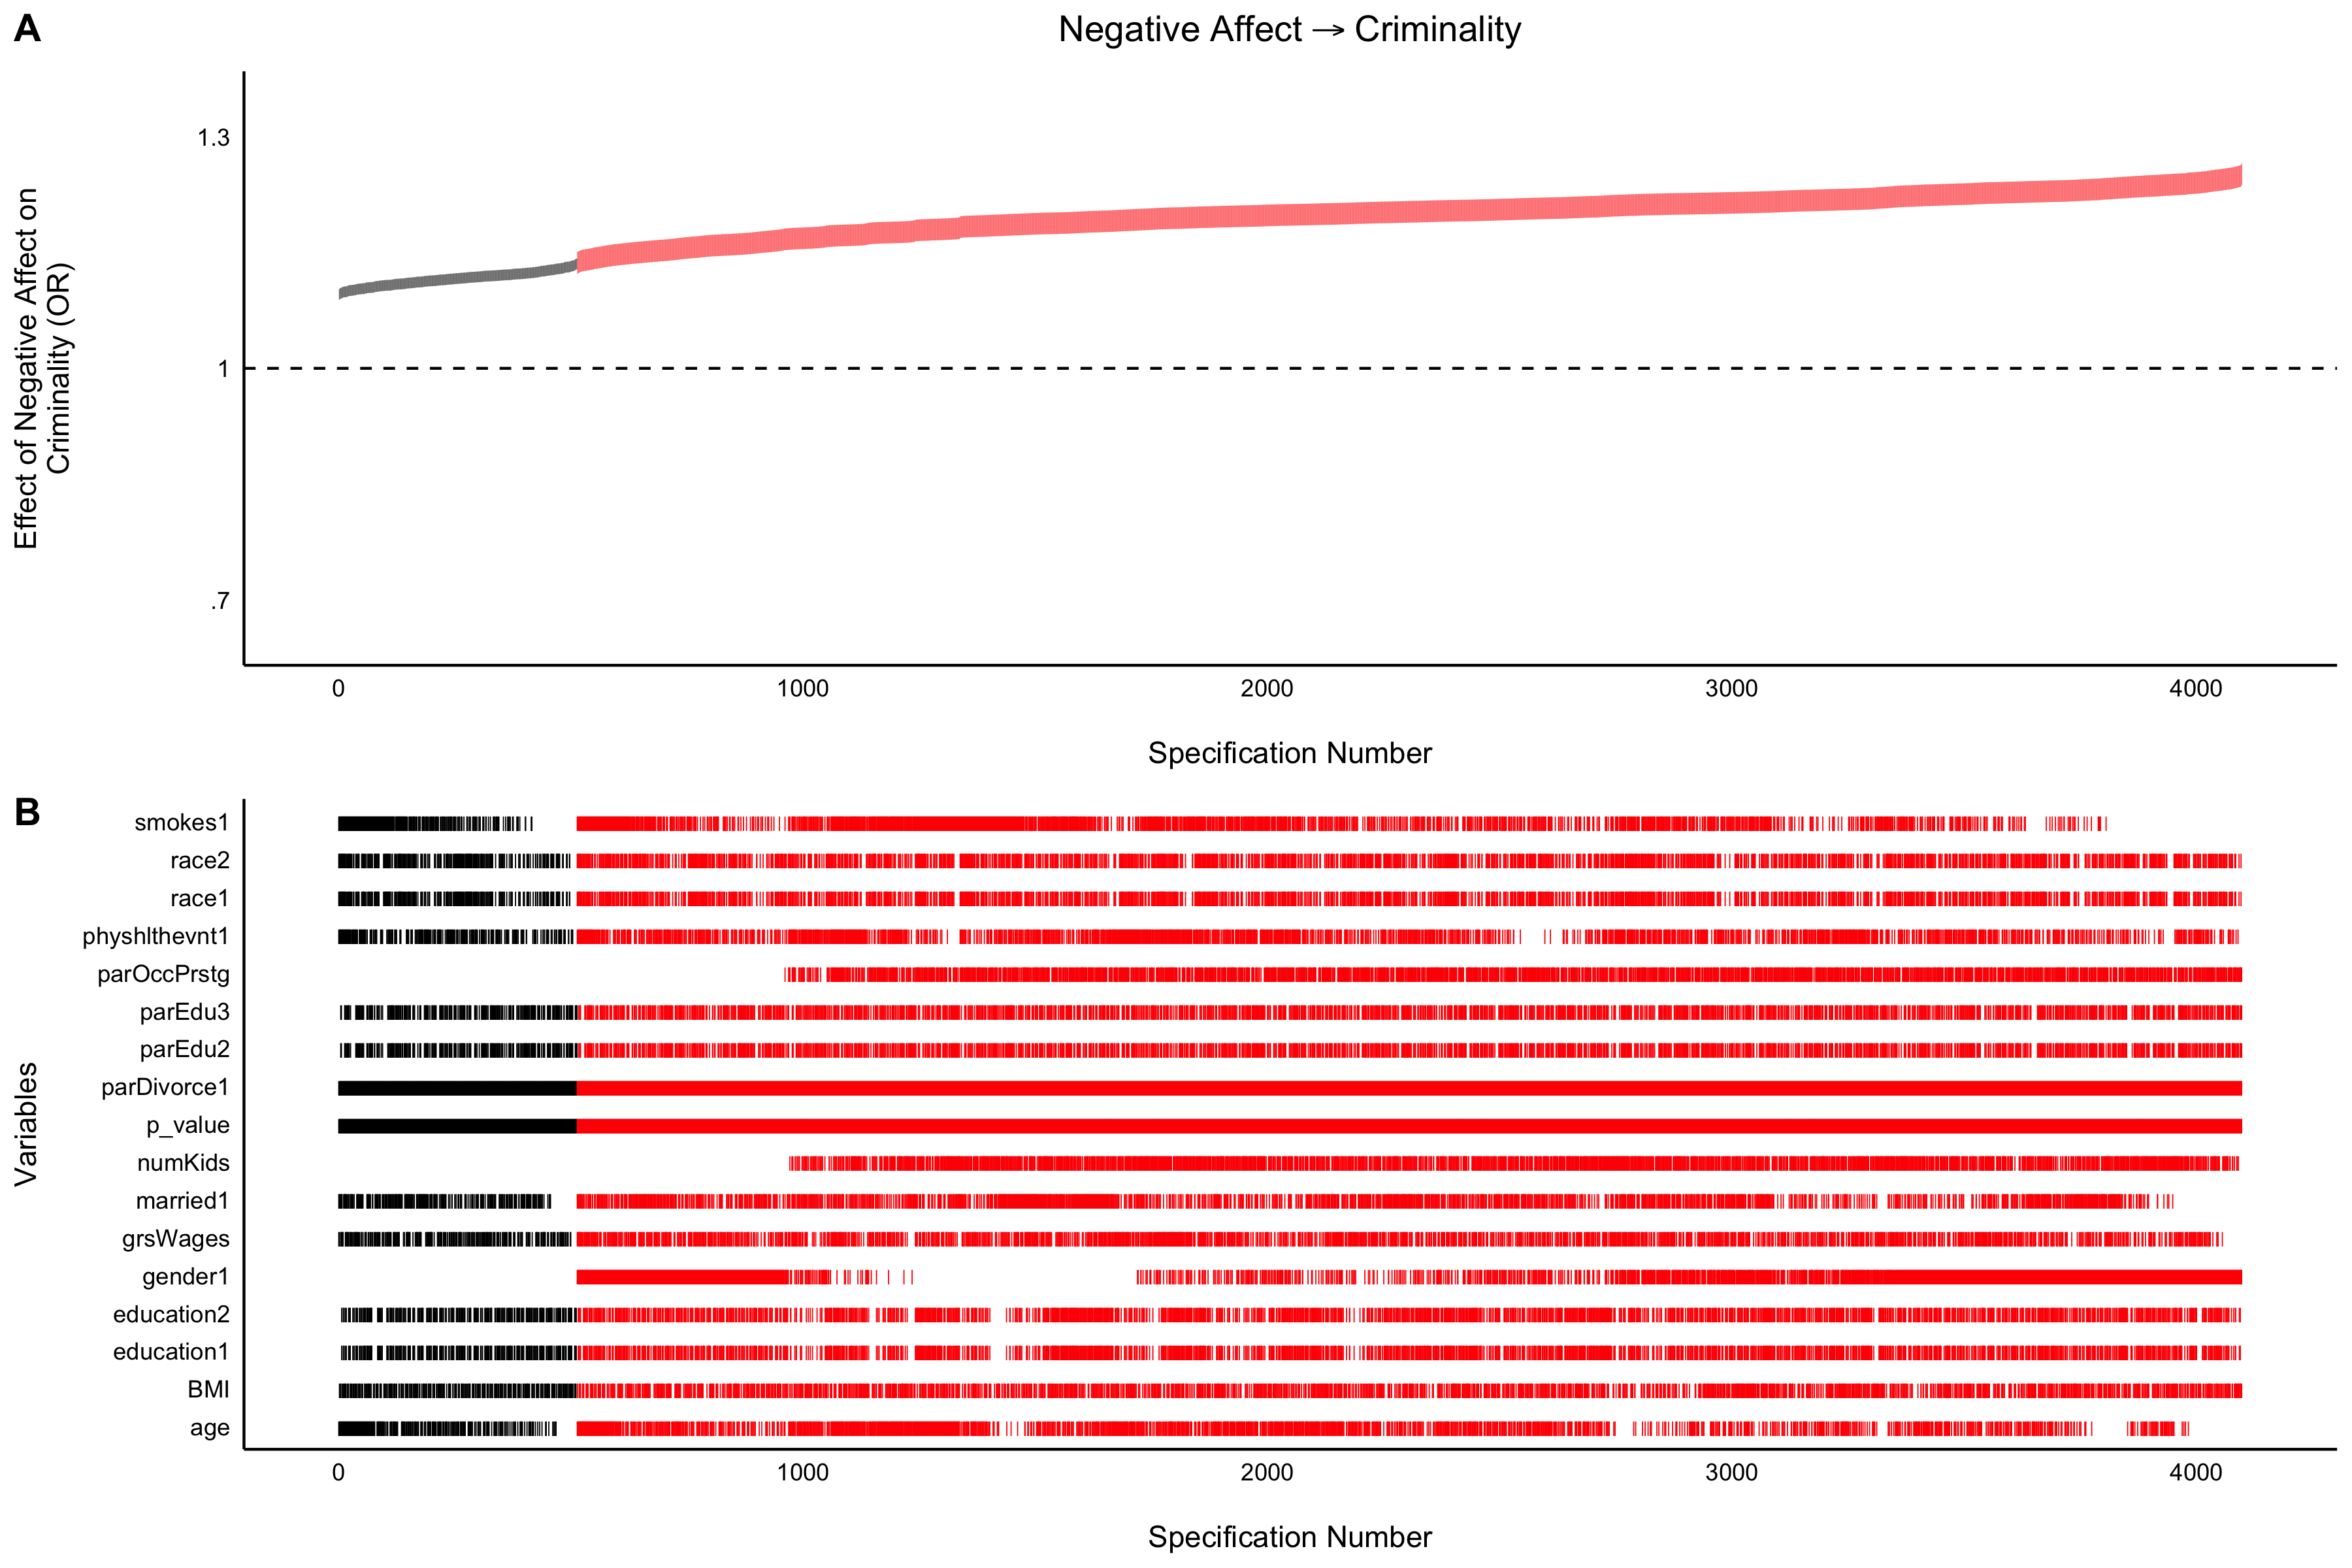 A
Negative Affect → Criminality
Effect of Negative Affect on
Criminality (OR)
1.3
1
.7
0 1000 2000 3000 4000
Specification Number
B
Variables
smokes1
race2
race1
physhlthevnt1
parOccPrstg
parEdu3
parEdu2
parDivorce1
p_value
numKids
married1
grsWages
gender1
education2
education1
BMI
age
0 1000 2000 3000 4000
Specification Number